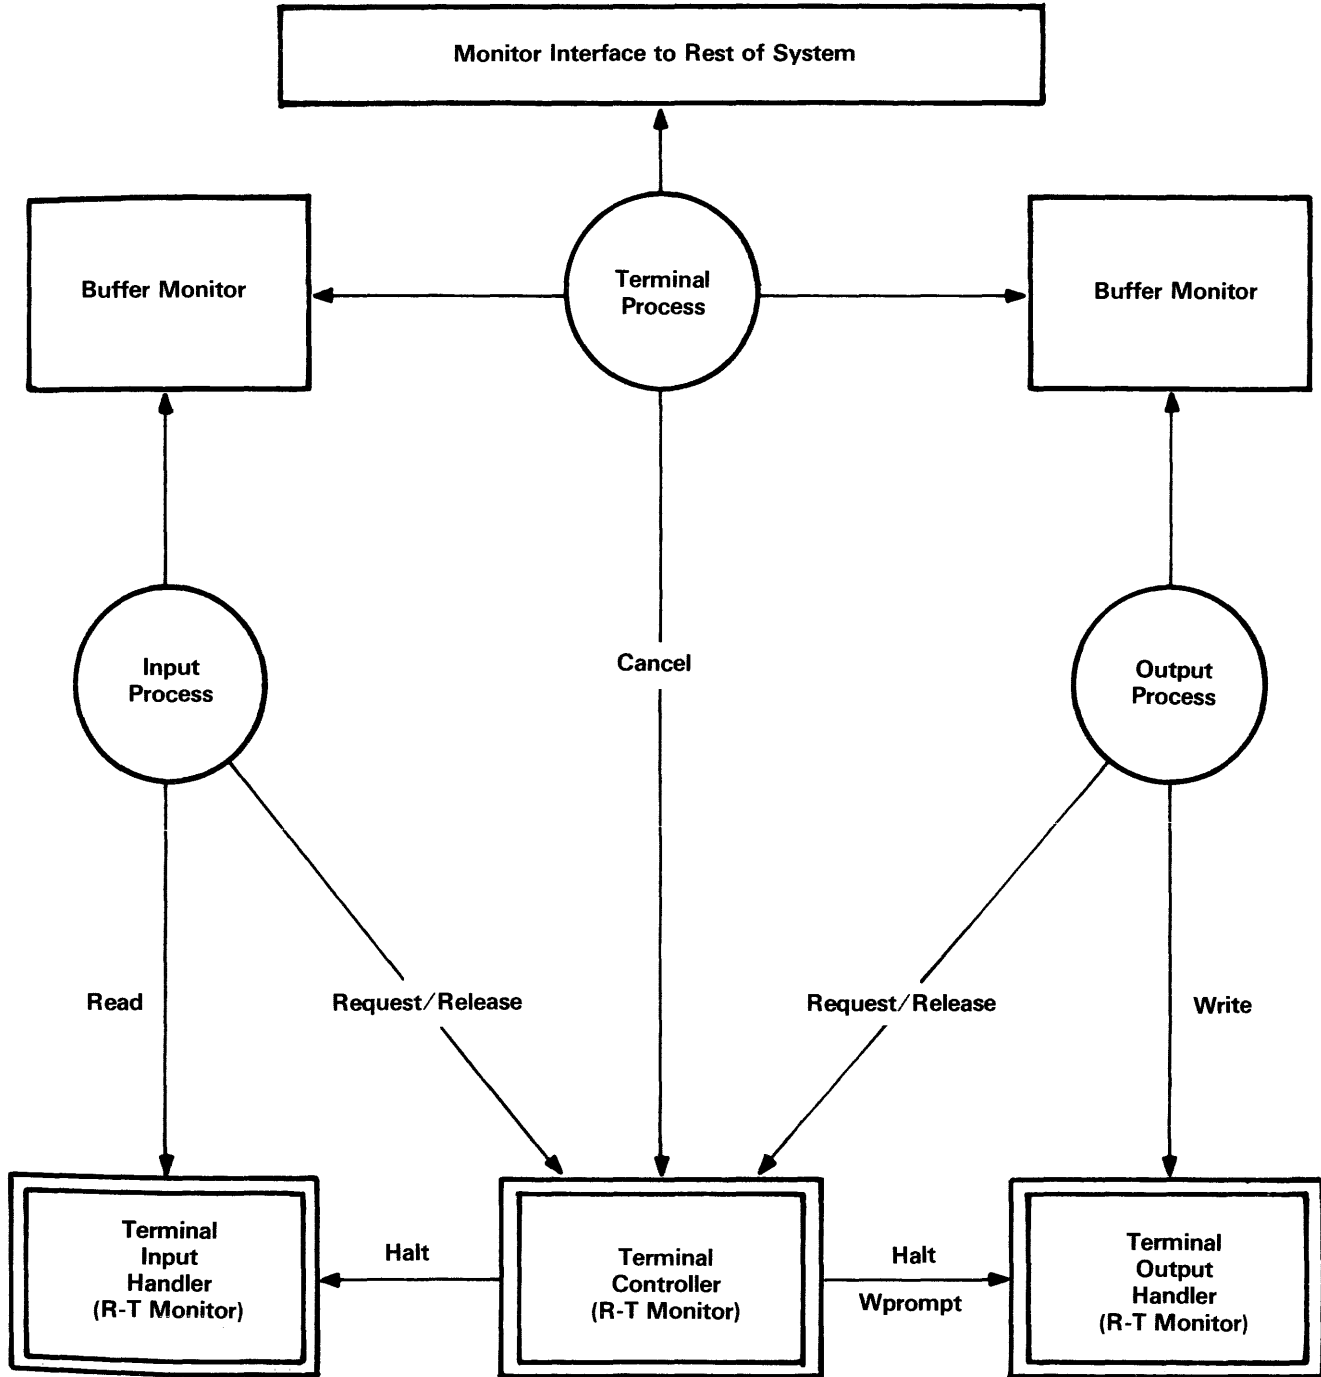 Monitor Interface to Rest of System
Buffer Monitor
Terminal
Process
Buffer Monitor
Input
Process
Cancel
Output
Process
Read
Request/Release
Request/Release
Write
Terminal
Input
Handler
(R-T Monitor)
Halt
Terminal
Controller
(R-T Monitor)
Halt
Wprompt
Terminal
Output
Handler
(R-T Monitor)